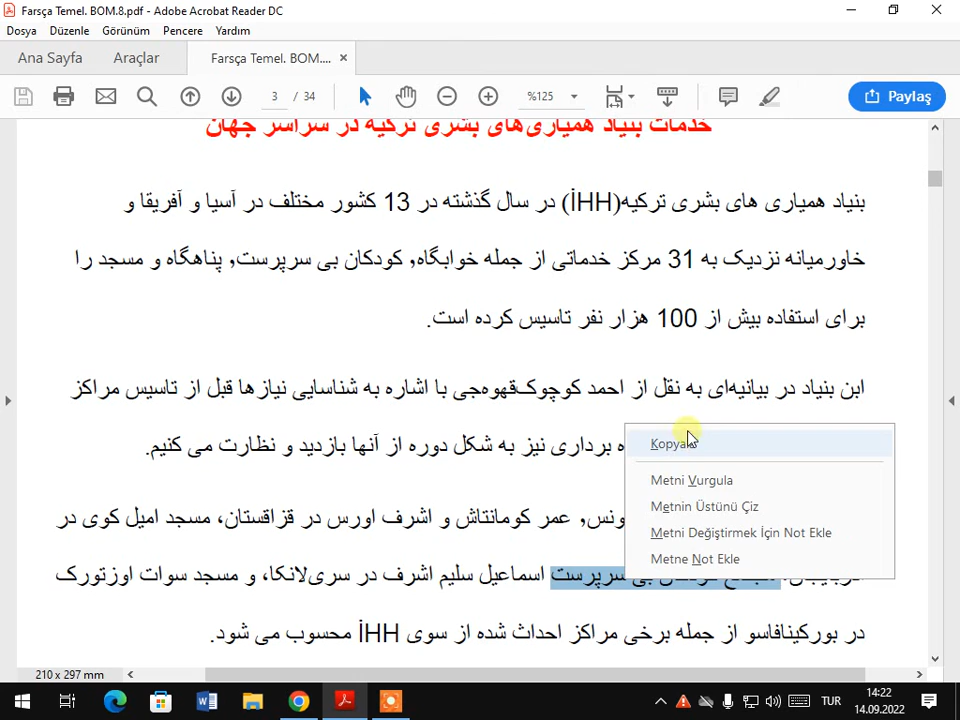 Farsça Temel. BOM.8.pdf - Adobe Acrobat Reader DC
Dosya Düzenle Görünüm Pencere Yardım
Ana Sayfa Araçlar Farsça Temel. BOM.... ×
3 / 34 %125 Paylaş
خدمات بنیاد همیاری‌های بشری ترکیه در سراسر جهان
بنیاد همیاری های بشری ترکیه(İHH) در سال گذشته در 13 کشور مختلف در آسیا و آفریقا و
خاورمیانه نزدیک به 31 مرکز خدماتی از جمله خوابگاه, کودکان بی سرپرست, پناهگاه و مسجد را
برای استفاده بیش از 100 هزار نفر تاسیس کرده است.
ابن بنیاد در بیانیه‌ای به نقل از احمد کوچوک‌قهوه‌جی با اشاره به شناسایی نیازها قبل از تاسیس مراکز
برداری نیز به شکل دوره از آنها بازدید و نظارت می کنیم.
ونس, عمر کومانتاش و اشرف اورس در قزاقستان، مسجد امیل کوی در
بی سرپرست اسماعیل سلیم اشرف در سری‌لانکا، و مسجد سوات اوزتورک
در بورکینافاسو از جمله برخی مراکز احداث شده از سوی İHH محسوب می شود.
Kopyala
Metni Vurgula
Metnin Üstünü Çiz
Metni Değiştirmek İçin Not Ekle
Metne Not Ekle
210 x 297 mm
TUR 14:22
14.09.2022